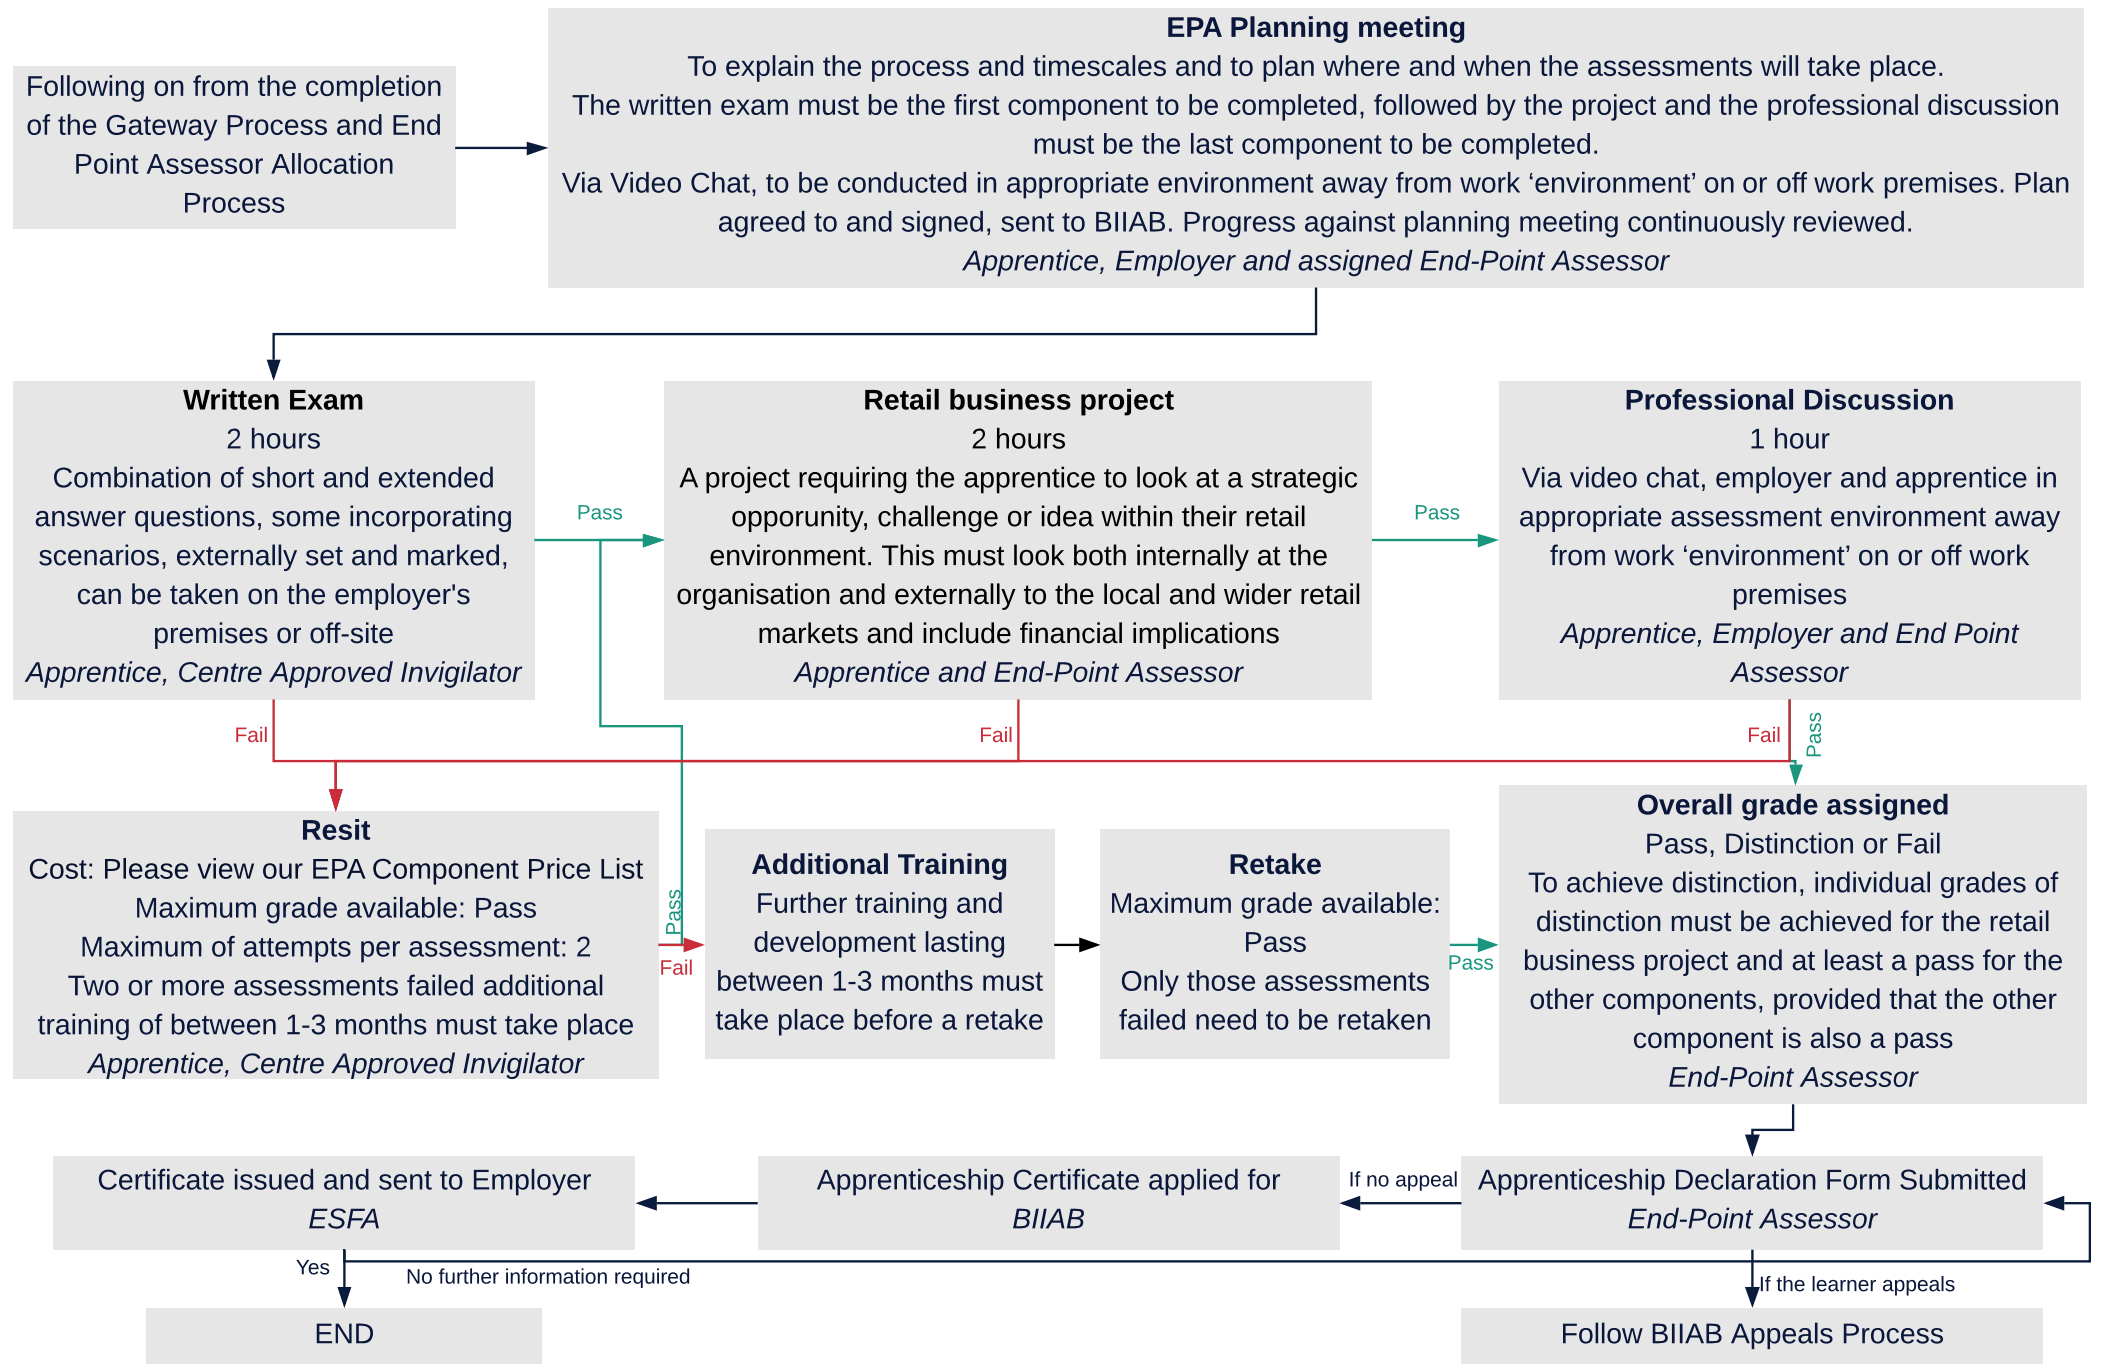 Following on from the completion
of the Gateway Process and End
Point Assessor Allocation
Process
EPA Planning meeting
To explain the process and timescales and to plan where and when the assessments will take place.
The written exam must be the first component to be completed, followed by the project and the professional discussion
must be the last component to be completed.
Via Video Chat, to be conducted in appropriate environment away from work ‘environment’ on or off work premises. Plan
agreed to and signed, sent to BIIAB. Progress against planning meeting continuously reviewed.
Apprentice, Employer and assigned End-Point Assessor
Written Exam
2 hours
Combination of short and extended
answer questions, some incorporating
scenarios, externally set and marked,
can be taken on the employer's
premises or off-site
Apprentice, Centre Approved Invigilator
Pass
Retail business project
2 hours
A project requiring the apprentice to look at a strategic
opporunity, challenge or idea within their retail
environment. This must look both internally at the
organisation and externally to the local and wider retail
markets and include financial implications
Apprentice and End-Point Assessor
Pass
Professional Discussion
1 hour
Via video chat, employer and apprentice in
appropriate assessment environment away
from work ‘environment’ on or off work
premises
Apprentice, Employer and End Point
Assessor
Fail
Fail
Fail
Pass
Resit
Cost: Please view our EPA Component Price List
Maximum grade available: Pass
Maximum of attempts per assessment: 2
Two or more assessments failed additional
training of between 1-3 months must take place
Apprentice, Centre Approved Invigilator
Pass
Fail
Additional Training
Further training and
development lasting
between 1-3 months must
take place before a retake
Retake
Maximum grade available:
Pass
Only those assessments
failed need to be retaken
Pass
Overall grade assigned
Pass, Distinction or Fail
To achieve distinction, individual grades of
distinction must be achieved for the retail
business project and at least a pass for the
other components, provided that the other
component is also a pass
End-Point Assessor
Certificate issued and sent to Employer
ESFA
Apprenticeship Certificate applied for
BIIAB
If no appeal
Apprenticeship Declaration Form Submitted
End-Point Assessor
Yes
No further information required
If the learner appeals
END
Follow BIIAB Appeals Process